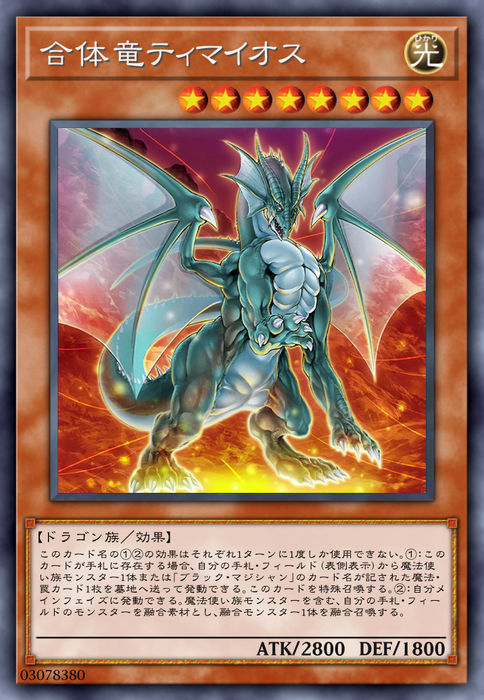 合体竜ティマイオス
光
ひかり
【ドラゴン族／効果】
このカード名の①②の効果はそれぞれ1ターンに1度しか使用できない。①：この
カードが手札に存在する場合、自分の手札・フィールド（表側表示）から魔法使
い族モンスター1体または「ブラック・マジシャン」のカード名が記された魔法・
罠カード1枚を墓地へ送って発動できる。このカードを特殊召喚する。②：自分メ
インフェイズに発動できる。魔法使い族モンスターを含む、自分の手札・フィー
ルドのモンスターを融合素材とし、融合モンスター1体を融合召喚する。
ATK/2800 DEF/1800
03078380